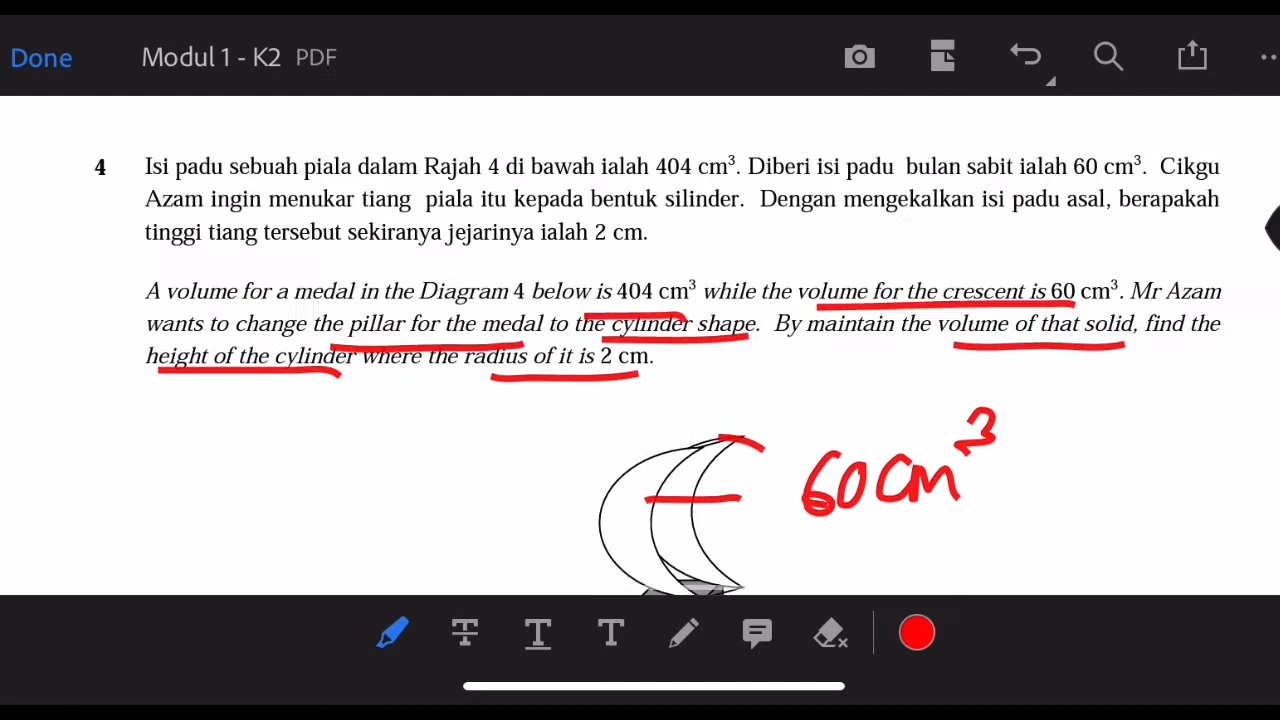 Done Modul 1 - K2 PDF
4 Isi padu sebuah piala dalam Rajah 4 di bawah ialah 404 cm³. Diberi isi padu bulan sabit ialah 60 cm³. Cikgu
Azam ingin menukar tiang piala itu kepada bentuk silinder. Dengan mengekalkan isi padu asal, berapakah
tinggi tiang tersebut sekiranya jejarinya ialah 2 cm.
A volume for a medal in the Diagram 4 below is 404 cm³ while the volume for the crescent is 60 cm³. Mr Azam
wants to change the pillar for the medal to the cylinder shape. By maintain the volume of that solid, find the
height of the cylinder where the radius of it is 2 cm.
60 cm³
T T T